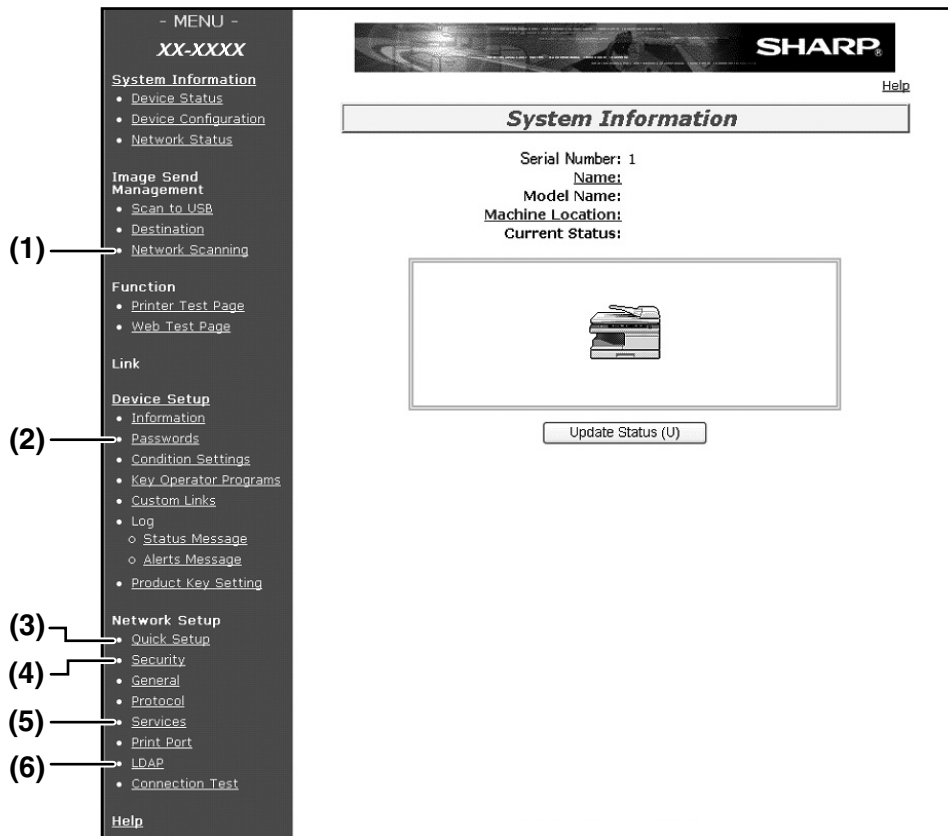 - MENU -
XX-XXXX
System Information
• Device Status
• Device Configuration
• Network Status
Image Send
Management
• Scan to USB
• Destination
(1) • Network Scanning
Function
• Printer Test Page
• Web Test Page
Link
Device Setup
• Information
(2) • Passwords
• Condition Settings
• Key Operator Programs
• Custom Links
• Log
o Status Message
o Alerts Message
• Product Key Setting
Network Setup
(3) • Quick Setup
(4) • Security
• General
• Protocol
(5) • Services
• Print Port
(6) • LDAP
• Connection Test
Help
SHARP®
Help
System Information
Serial Number: 1
Name:
Model Name:
Machine Location:
Current Status:
Update Status (U)